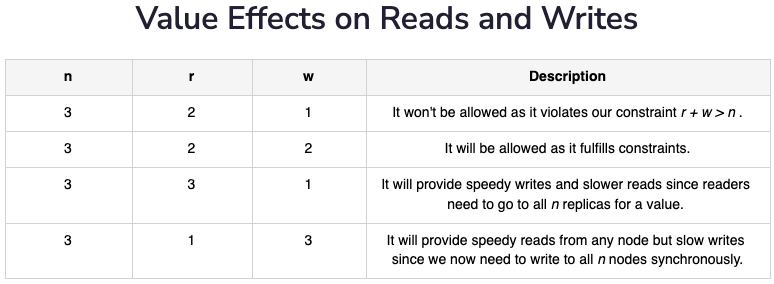 Value Effects on Reads and Writes
n r w Description
3 2 1 It won't be allowed as it violates our constraint r + w > n .
3 2 2 It will be allowed as it fulfills constraints.
3 3 1 It will provide speedy writes and slower reads since readers
need to go to all n replicas for a value.
3 1 3 It will provide speedy reads from any node but slow writes
since we now need to write to all n nodes synchronously.